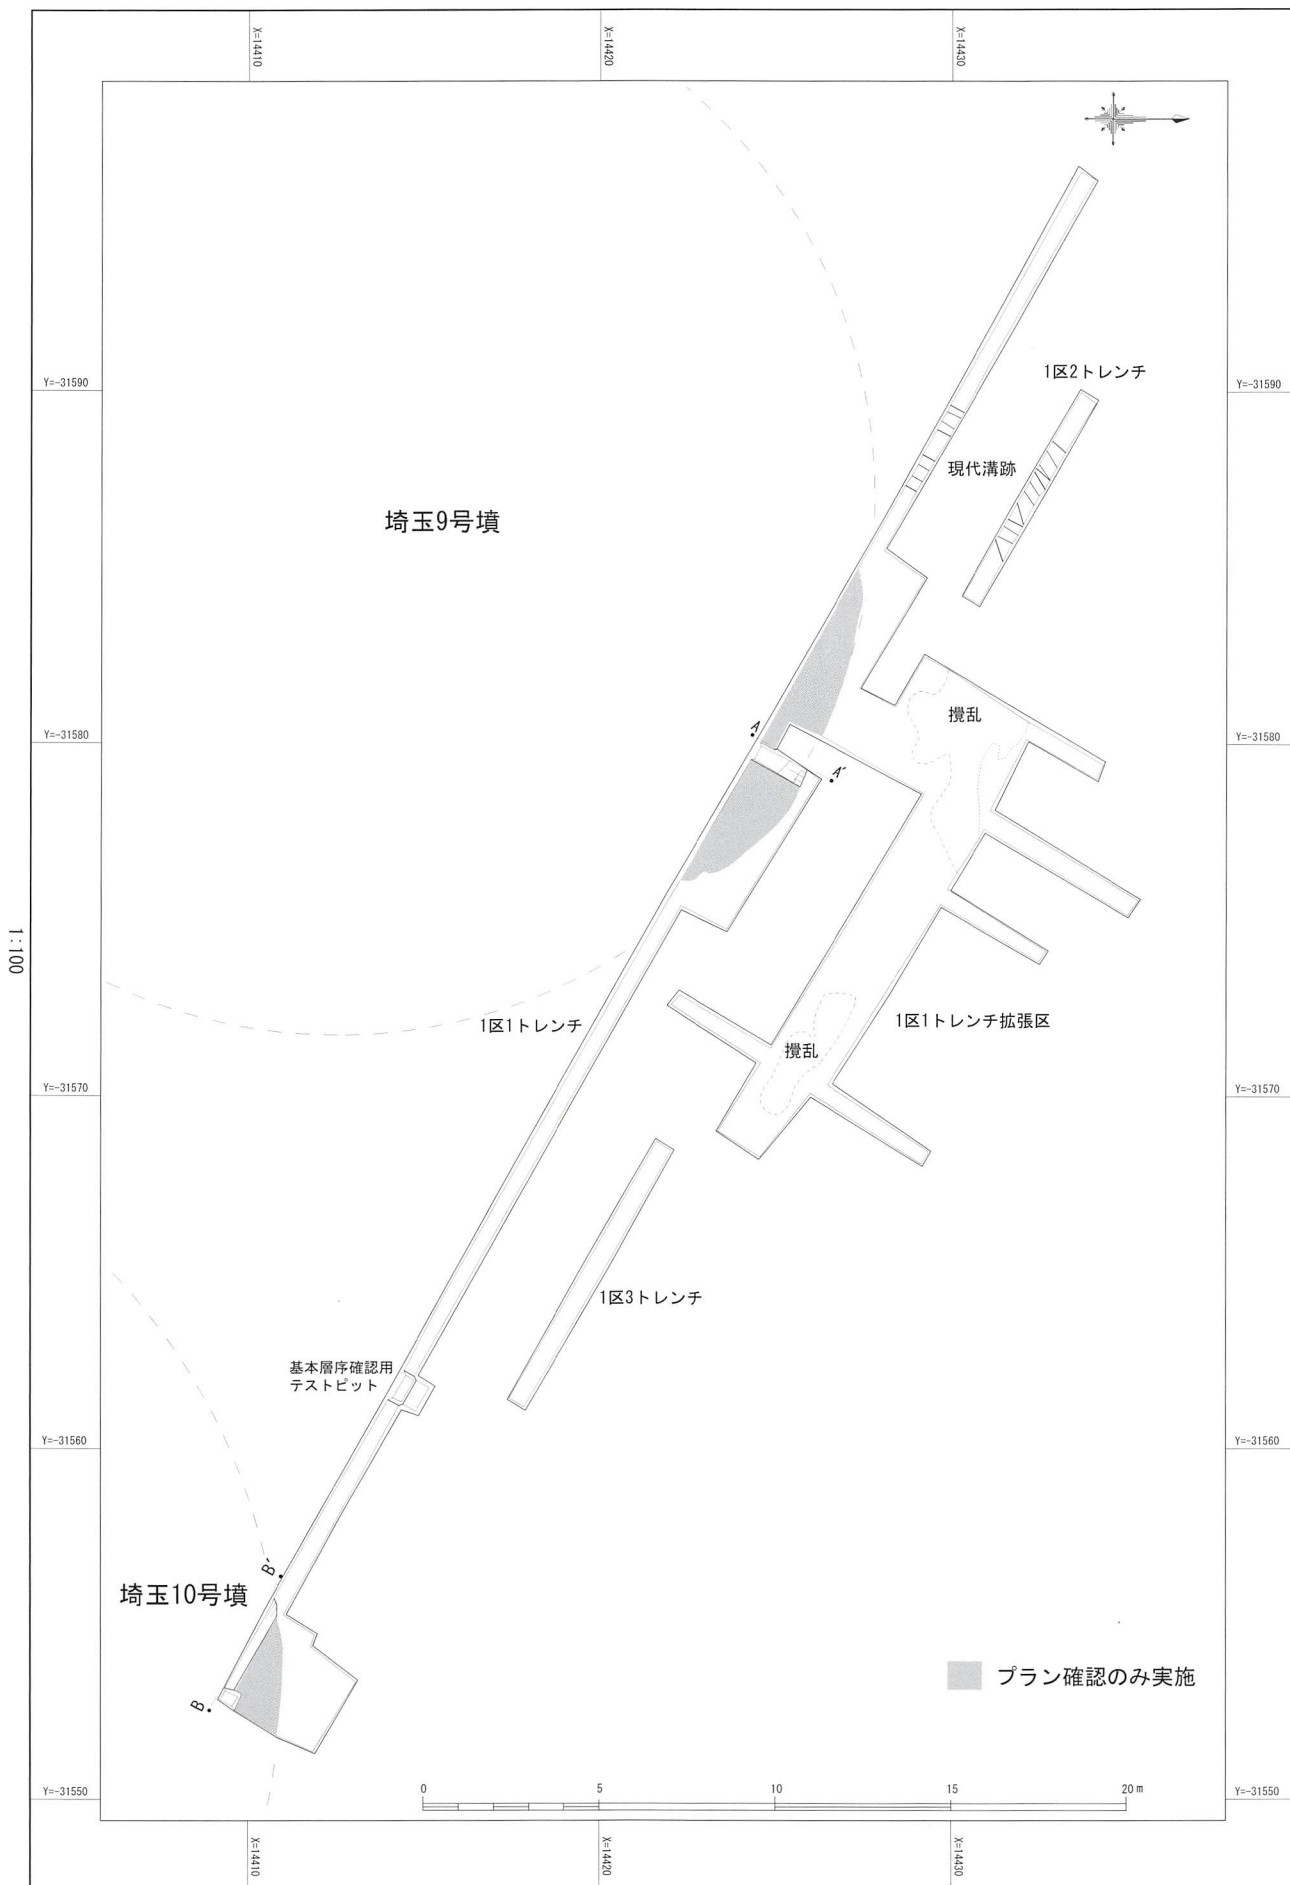 X=14410
X=14420
X=14430
Y=-31590
Y=-31590
1区2トレンチ
現代溝跡
埼玉9号墳
攪乱
A
A′
Y=-31580
Y=-31580
1:100
1区1トレンチ
1区1トレンチ拡張区
攪乱
Y=-31570
Y=-31570
1区3トレンチ
基本層序確認用
テストピット
Y=-31560
Y=-31560
B′
埼玉10号墳
B
プラン確認のみ実施
Y=-31550
Y=-31550
0 5 10 15 20m
X=14410
X=14420
X=14430